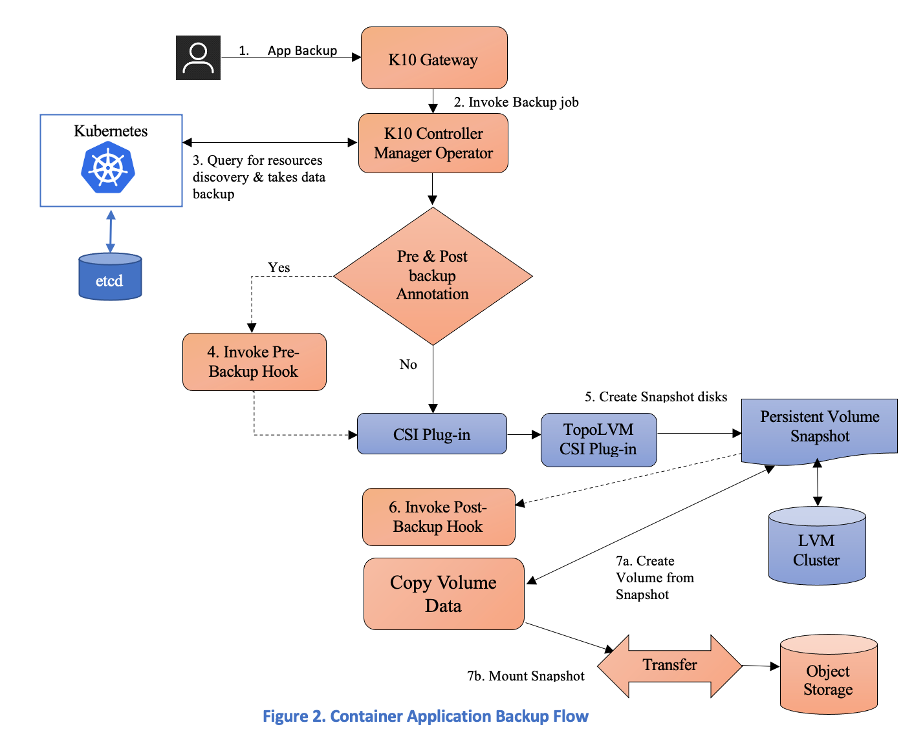 1. App Backup
K10 Gateway
2. Invoke Backup job
Kubernetes
K10 Controller
Manager Operator
3. Query for resources
discovery & takes data
backup
etcd
Pre & Post
backup
Annotation
Yes
No
4. Invoke Pre-
Backup Hook
5. Create Snapshot disks
CSI Plug-in
TopoLVM
CSI Plug-in
Persistent Volume
Snapshot
6. Invoke Post-
Backup Hook
LVM
Cluster
7a. Create
Volume from
Snapshot
Copy Volume
Data
7b. Mount Snapshot
Transfer
Object
Storage
Figure 2. Container Application Backup Flow